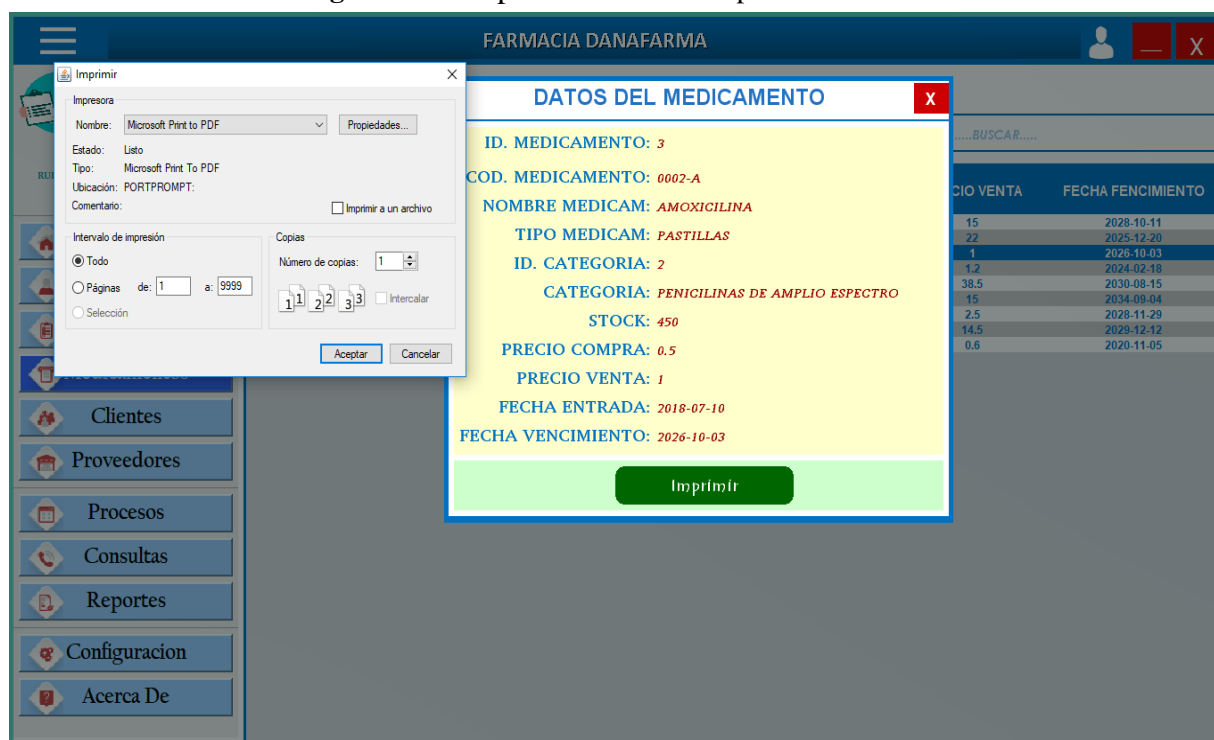 FARMACIA DANAFARMA
X
Imprimir
Impresora
Nombre: Microsoft Print to PDF Propiedades...
Estado: Listo
Tipo: Microsoft Print To PDF
Ubicación: PORTPROMPT:
Comentario: Imprimir a un archivo
Intervalo de impresión
Todo
Páginas de: 1 a: 9999
Selección
Copias
Número de copias: 1
11 22 33 Intercalar
Aceptar Cancelar
DATOS DEL MEDICAMENTO X
ID. MEDICAMENTO: 3
COD. MEDICAMENTO: 0002-A
NOMBRE MEDICAM: AMOXICILINA
TIPO MEDICAM: PASTILLAS
ID. CATEGORIA: 2
CATEGORIA: PENICILINAS DE AMPLIO ESPECTRO
STOCK: 450
PRECIO COMPRA: 0.5
PRECIO VENTA: 1
FECHA ENTRADA: 2018-07-10
FECHA VENCIMIENTO: 2026-10-03
Imprimir
.....BUSCAR.....
CIO VENTA FECHA FENCIMIENTO
15 2028-10-11
22 2025-12-20
1 2026-10-03
1.2 2024-02-18
38.5 2030-08-15
15 2034-09-04
2.5 2028-11-29
14.5 2029-12-12
0.6 2020-11-05
Clientes
Proveedores
Procesos
Consultas
Reportes
Configuracion
Acerca De